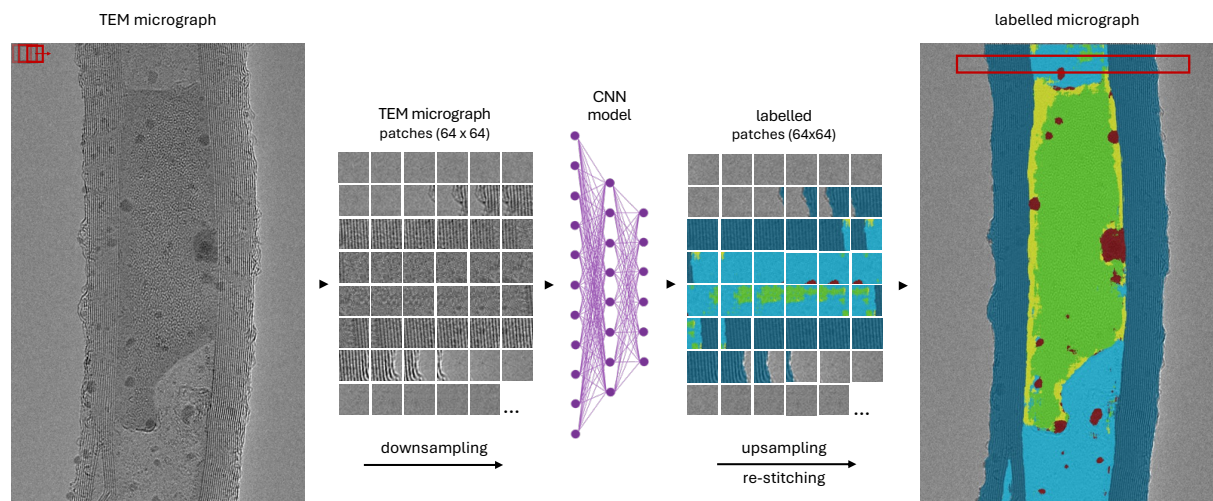 TEM micrograph
TEM micrograph
patches (64 x 64)
...
downsampling
CNN
model
labelled
patches (64x64)
...
upsampling
re-stitching
labelled micrograph